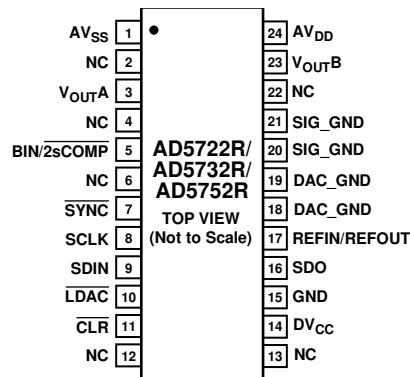 AVSS 1
NC 2
VOUTA 3
NC 4
BIN/2sCOMP 5
NC 6
SYNC 7
SCLK 8
SDIN 9
LDAC 10
CLR 11
NC 12
AD5722R/
AD5732R/
AD5752R
TOP VIEW
(Not to Scale)
24 AVDD
23 VOUTB
22 NC
21 SIG_GND
20 SIG_GND
19 DAC_GND
18 DAC_GND
17 REFIN/REFOUT
16 SDO
15 GND
14 DVCC
13 NC